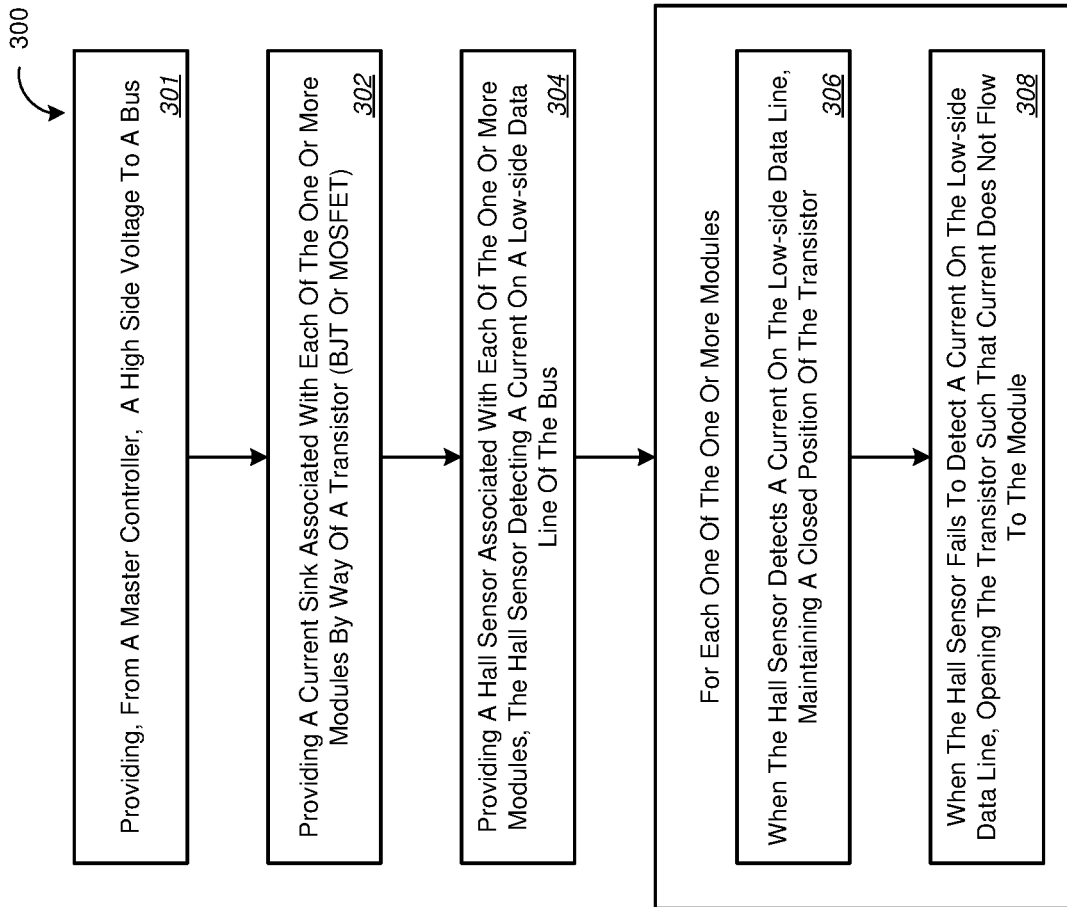 300
Providing, From A Master Controller, A High Side Voltage To A Bus
301
Providing A Current Sink Associated With Each Of The One Or More
Modules By Way Of A Transistor (BJT Or MOSFET)
302
Providing A Hall Sensor Associated With Each Of The One Or More
Modules, The Hall Sensor Detecting A Current On A Low-side Data
Line Of The Bus
304
For Each One Of The One Or More Modules
When The Hall Sensor Detects A Current On The Low-side Data Line,
Maintaining A Closed Position Of The Transistor
306
When The Hall Sensor Fails To Detect A Current On The Low-side
Data Line, Opening The Transistor Such That Current Does Not Flow
To The Module
308